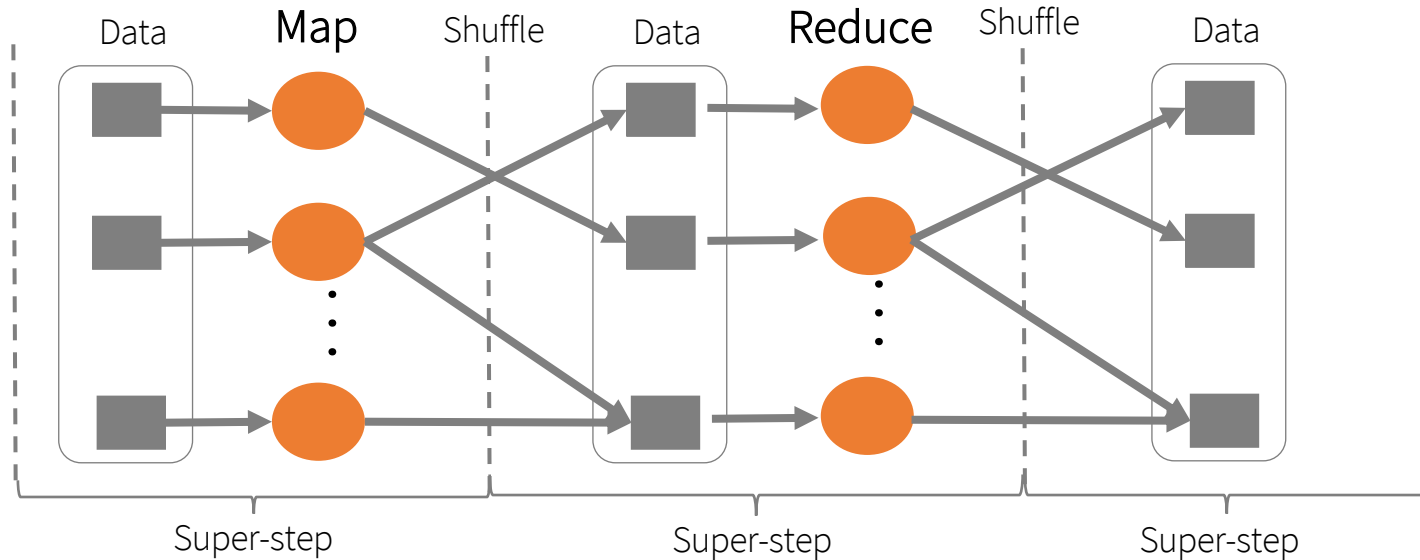 Data
Map
Shuffle
Data
Reduce
Shuffle
Data
Super-step
Super-step
Super-step